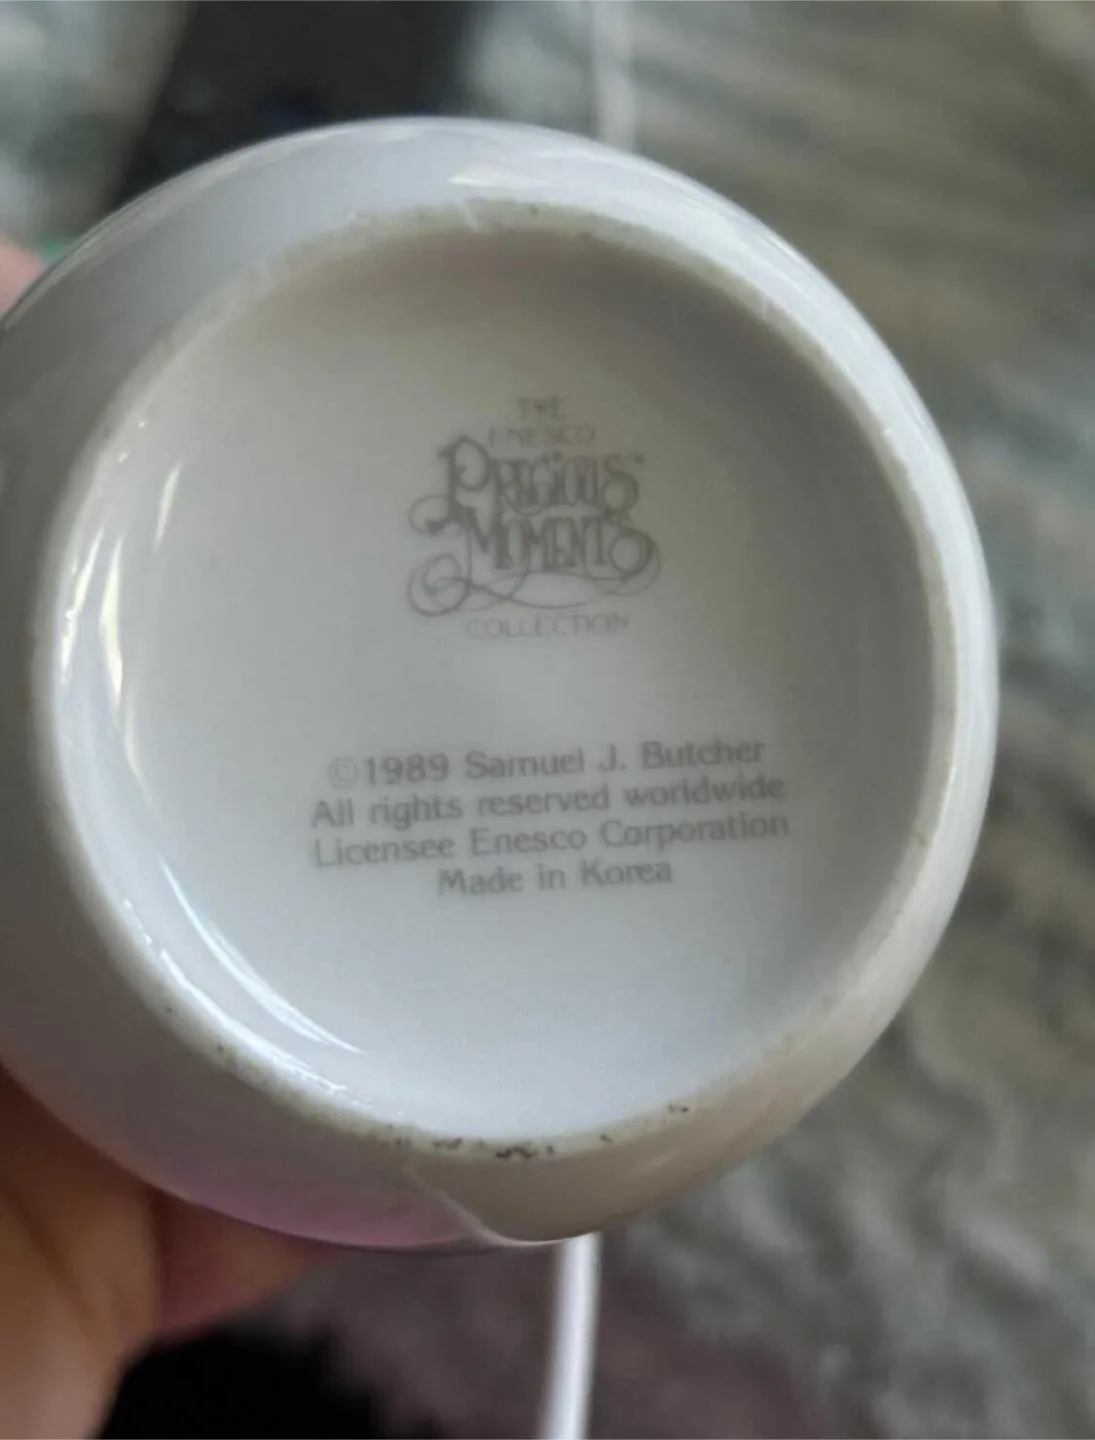 THE
ENESCO
PRECIOUS
MOMENTS
COLLECTION
©1989 Samuel J. Butcher
All rights reserved worldwide
Licensee Enesco Corporation
Made in Korea